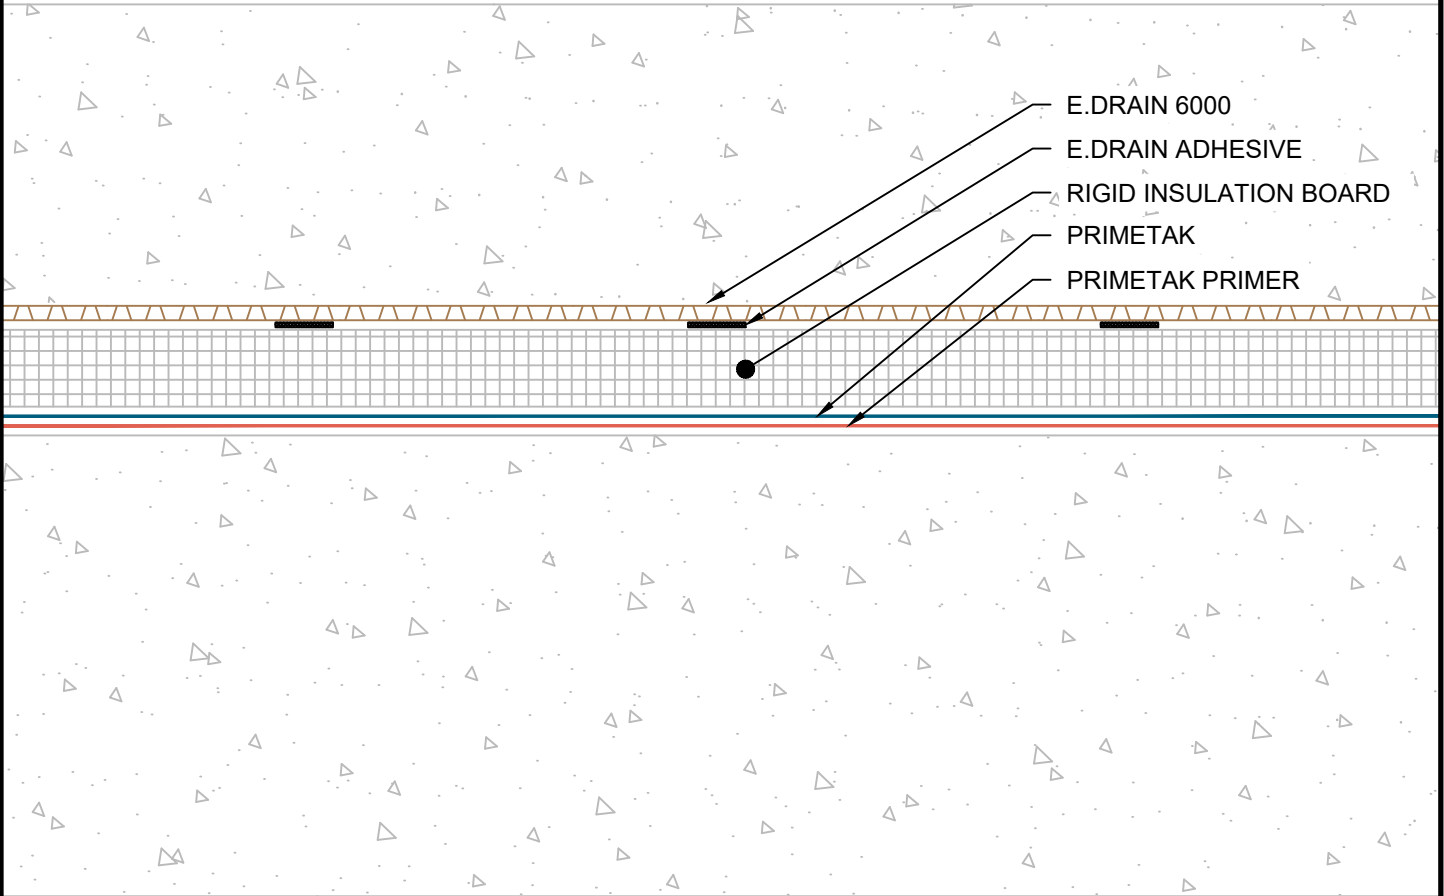 E.DRAIN 6000
E.DRAIN ADHESIVE
RIGID INSULATION BOARD
PRIMETAK
PRIMETAK PRIMER